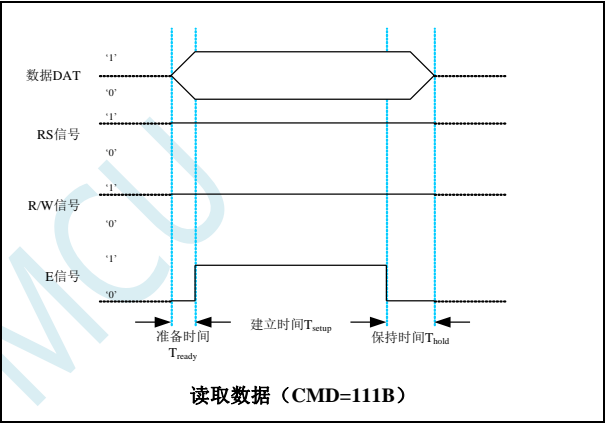 ‘1’
数据DAT
‘0’
‘1’
RS信号
‘0’
‘1’
R/W信号
‘0’
‘1’
E信号
‘0’
准备时间 建立时间Tsetup 保持时间Thold
Tready
读取数据（CMD=111B）
MCU